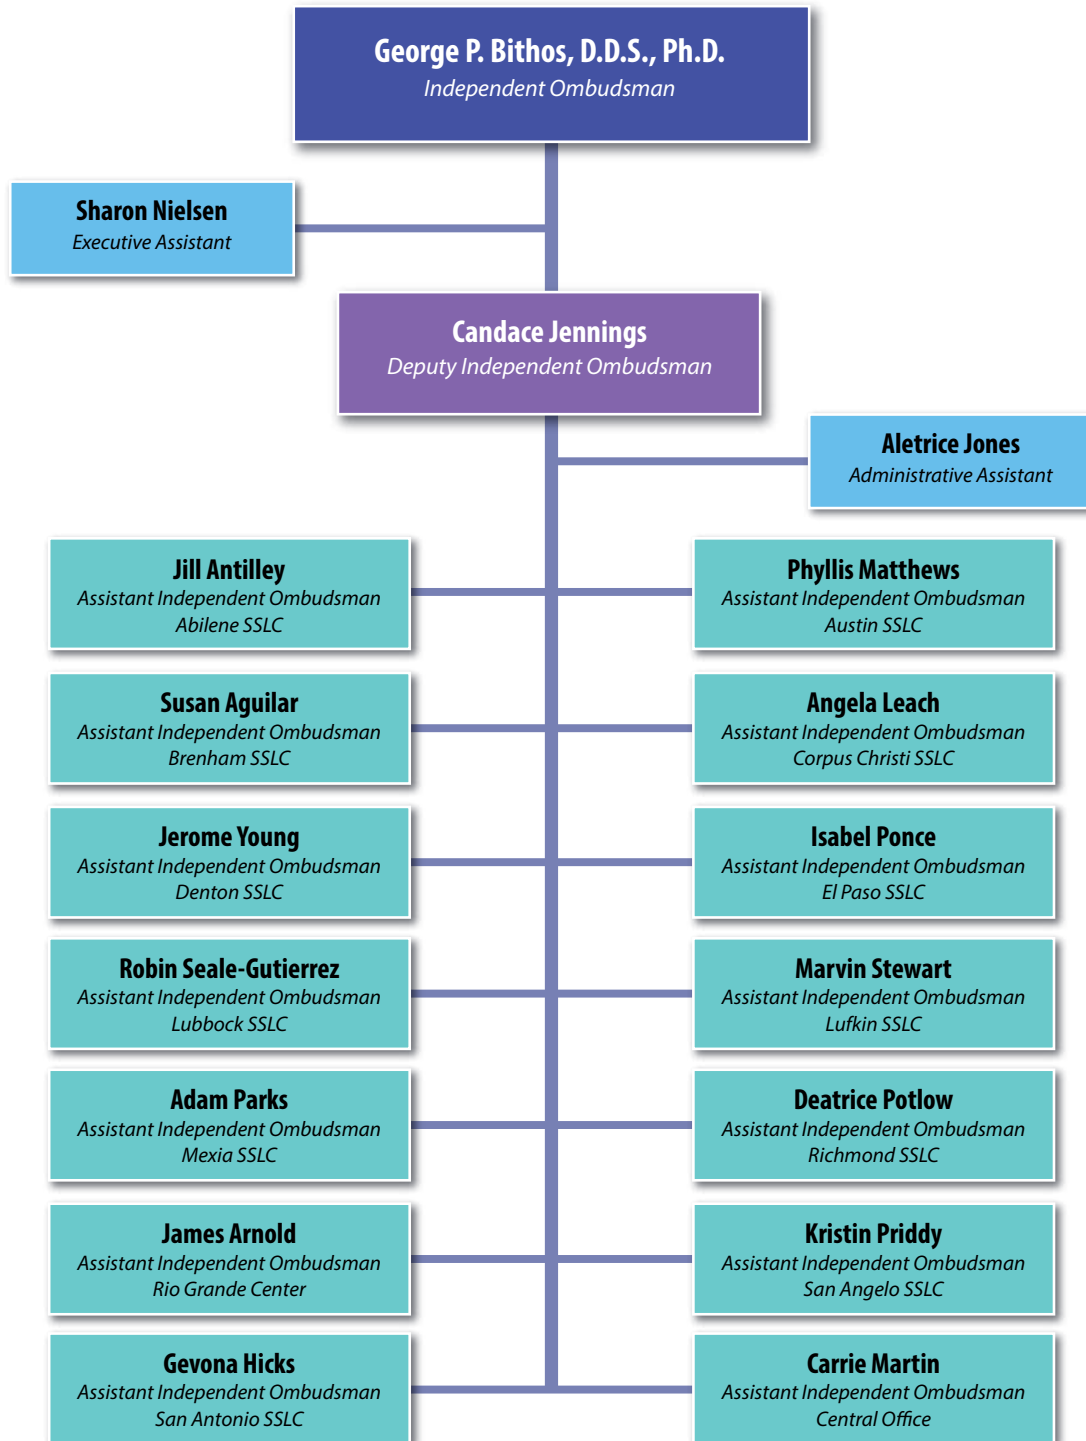 George P. Bithos, D.D.S., Ph.D.
Independent Ombudsman
Sharon Nielsen
Executive Assistant
Candace Jennings
Deputy Independent Ombudsman
Aletrice Jones
Administrative Assistant
Jill Antilley
Assistant Independent Ombudsman
Abilene SSLC
Phyllis Matthews
Assistant Independent Ombudsman
Austin SSLC
Susan Aguilar
Assistant Independent Ombudsman
Brenham SSLC
Angela Leach
Assistant Independent Ombudsman
Corpus Christi SSLC
Jerome Young
Assistant Independent Ombudsman
Denton SSLC
Isabel Ponce
Assistant Independent Ombudsman
El Paso SSLC
Robin Seale-Gutierrez
Assistant Independent Ombudsman
Lubbock SSLC
Marvin Stewart
Assistant Independent Ombudsman
Lufkin SSLC
Adam Parks
Assistant Independent Ombudsman
Mexia SSLC
Deatrice Potlow
Assistant Independent Ombudsman
Richmond SSLC
James Arnold
Assistant Independent Ombudsman
Rio Grande Center
Kristin Priddy
Assistant Independent Ombudsman
San Angelo SSLC
Gevona Hicks
Assistant Independent Ombudsman
San Antonio SSLC
Carrie Martin
Assistant Independent Ombudsman
Central Office